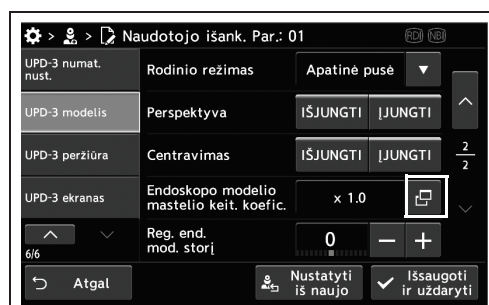 > > Naudotojo išank. Par.: 01 RDI NBI
UPD-3 numat.
nust.
Rodinio režimas Apatinė pusė ▼
UPD-3 modelis
Perspektyva IŠJUNGTI ĮJUNGTI
UPD-3 peržiūra
Centravimas IŠJUNGTI ĮJUNGTI
2
2
UPD-3 ekranas
Endoskopo modelio
mastelio keit. koefic.
x 1.0
6/6
Reg. end.
mod. storį
0 − +
Atgal
Nustatyti
iš naujo
Išsaugoti
ir uždaryti